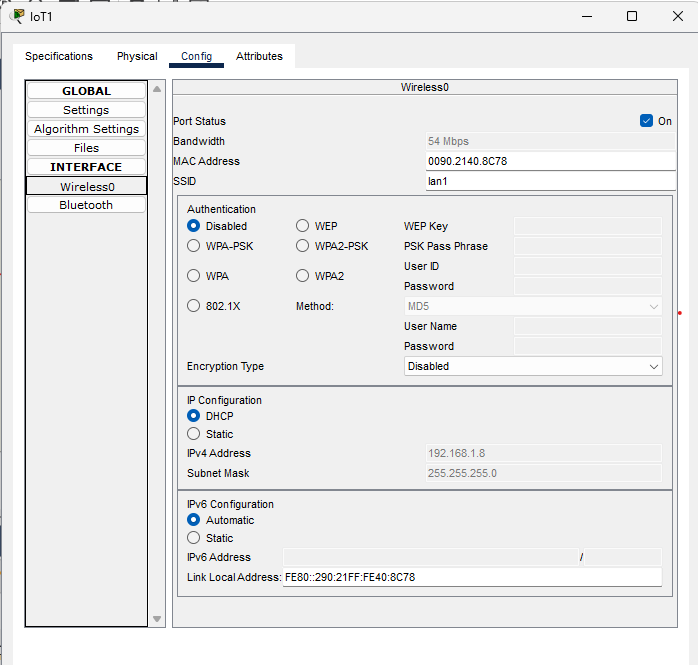 IoT1
Specifications Physical Config Attributes
GLOBAL
Settings
Algorithm Settings
Files
INTERFACE
Wireless0
Bluetooth
Wireless0
Port Status On
Bandwidth 54 Mbps
MAC Address 0090.2140.8C78
SSID lan1
Authentication
Disabled WEP WEP Key
WPA-PSK WPA2-PSK PSK Pass Phrase
User ID
WPA WPA2
Password
802.1X Method: MD5
User Name
Password
Encryption Type Disabled
IP Configuration
DHCP
Static
IPv4 Address 192.168.1.8
Subnet Mask 255.255.255.0
IPv6 Configuration
Automatic
Static
IPv6 Address /
Link Local Address: FE80::290:21FF:FE40:8C78